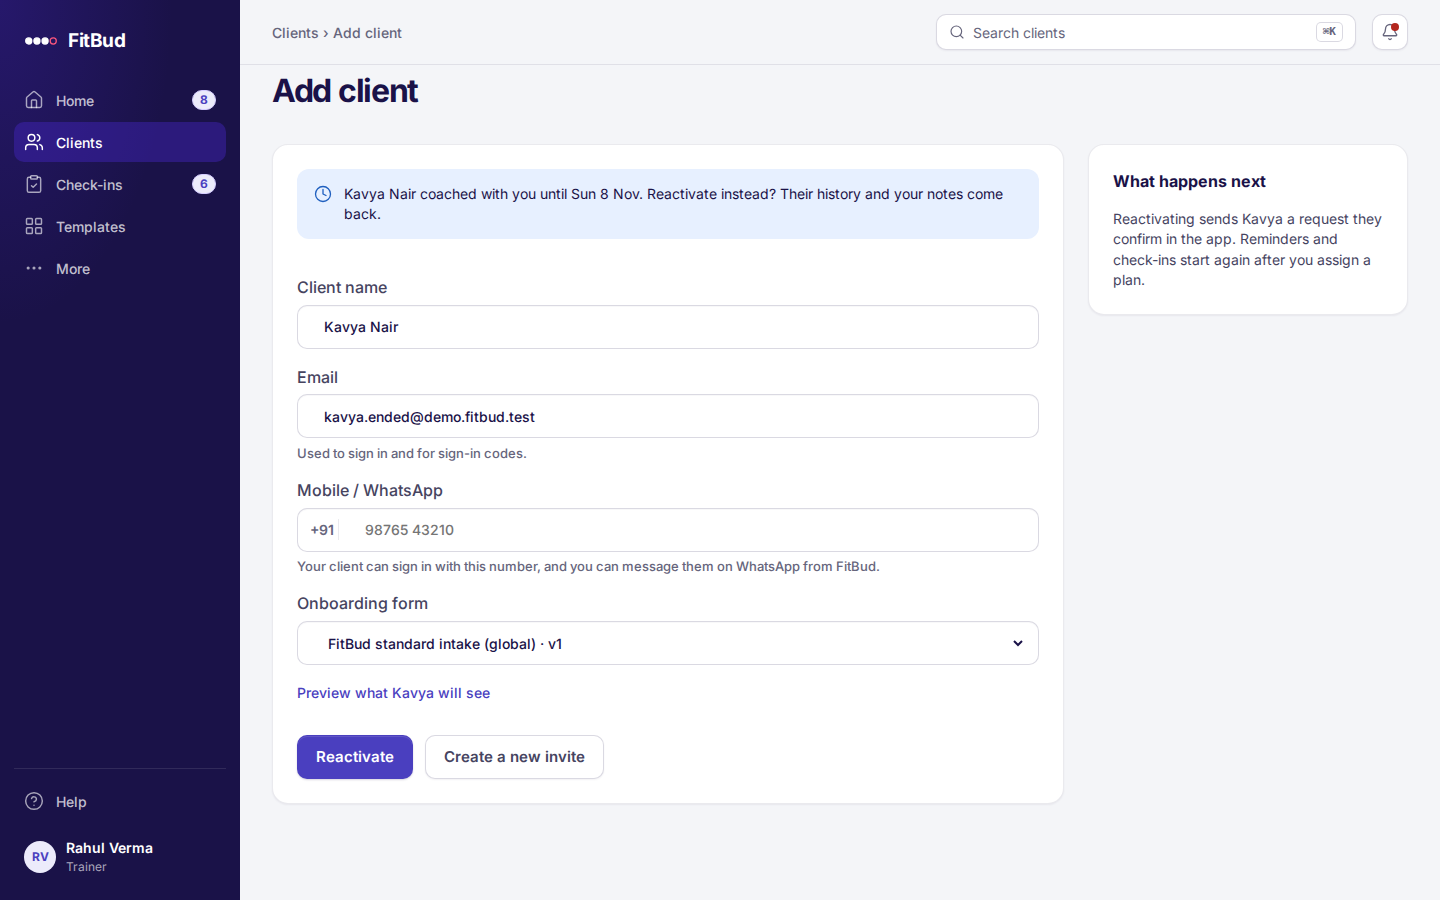 FitBud
Home 8
Clients
Check-ins 6
Templates
More
Help
RV
Rahul Verma
Trainer
Clients › Add client
Search clients
⌘K
Add client
Kavya Nair coached with you until Sun 8 Nov. Reactivate instead? Their history and your notes come
back.
Client name
Kavya Nair
Email
kavya.ended@demo.fitbud.test
Used to sign in and for sign-in codes.
Mobile / WhatsApp
+91 98765 43210
Your client can sign in with this number, and you can message them on WhatsApp from FitBud.
Onboarding form
FitBud standard intake (global) · v1
Preview what Kavya will see
Reactivate
Create a new invite
What happens next
Reactivating sends Kavya a request they
confirm in the app. Reminders and
check-ins start again after you assign a
plan.